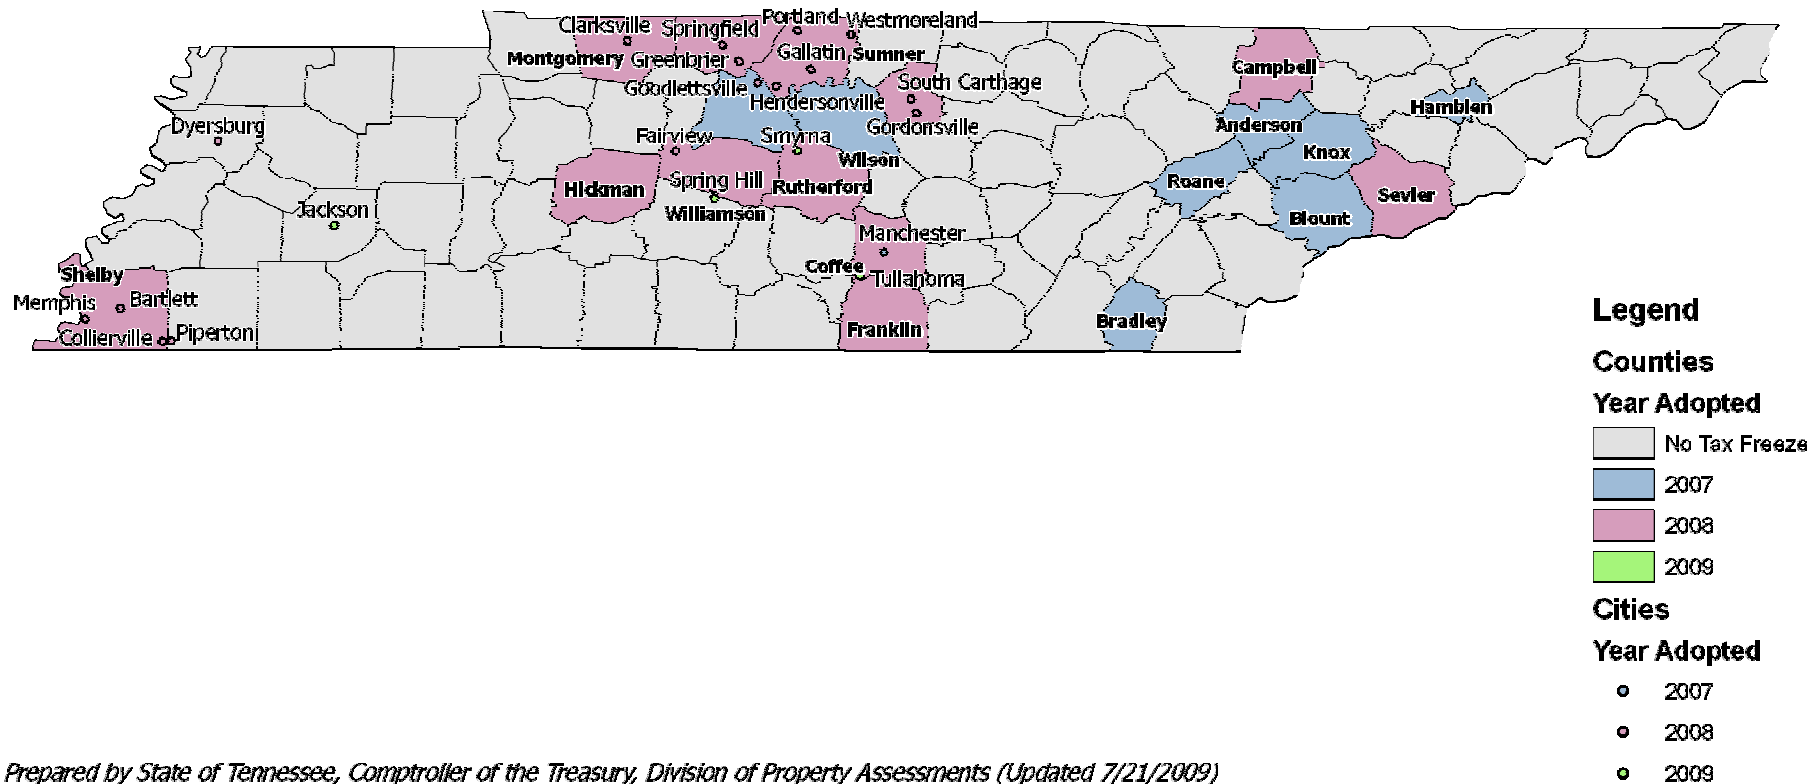 Clarksville Springfield Portland Westmoreland
Montgomery Greenbrier Gallatin Sumner
Campbell
Goodlettsville Hendersonville South Carthage
Hamblen
Dyersburg Fairview Smyrna Gordonsville Anderson
Wilson Knox
Hickman Spring Hill Rutherford Roane Sevier
Jackson Williamson Blount
Manchester
Shelby Coffee Tullahoma
Memphis Bartlett
Collierville Piperton Franklin Bradley
Legend
Counties
Year Adopted
No Tax Freeze
2007
2008
2009
Cities
Year Adopted
2007
2008
2009
Prepared by State of Tennessee, Comptroller of the Treasury, Division of Property Assessments (Updated 7/21/2009)